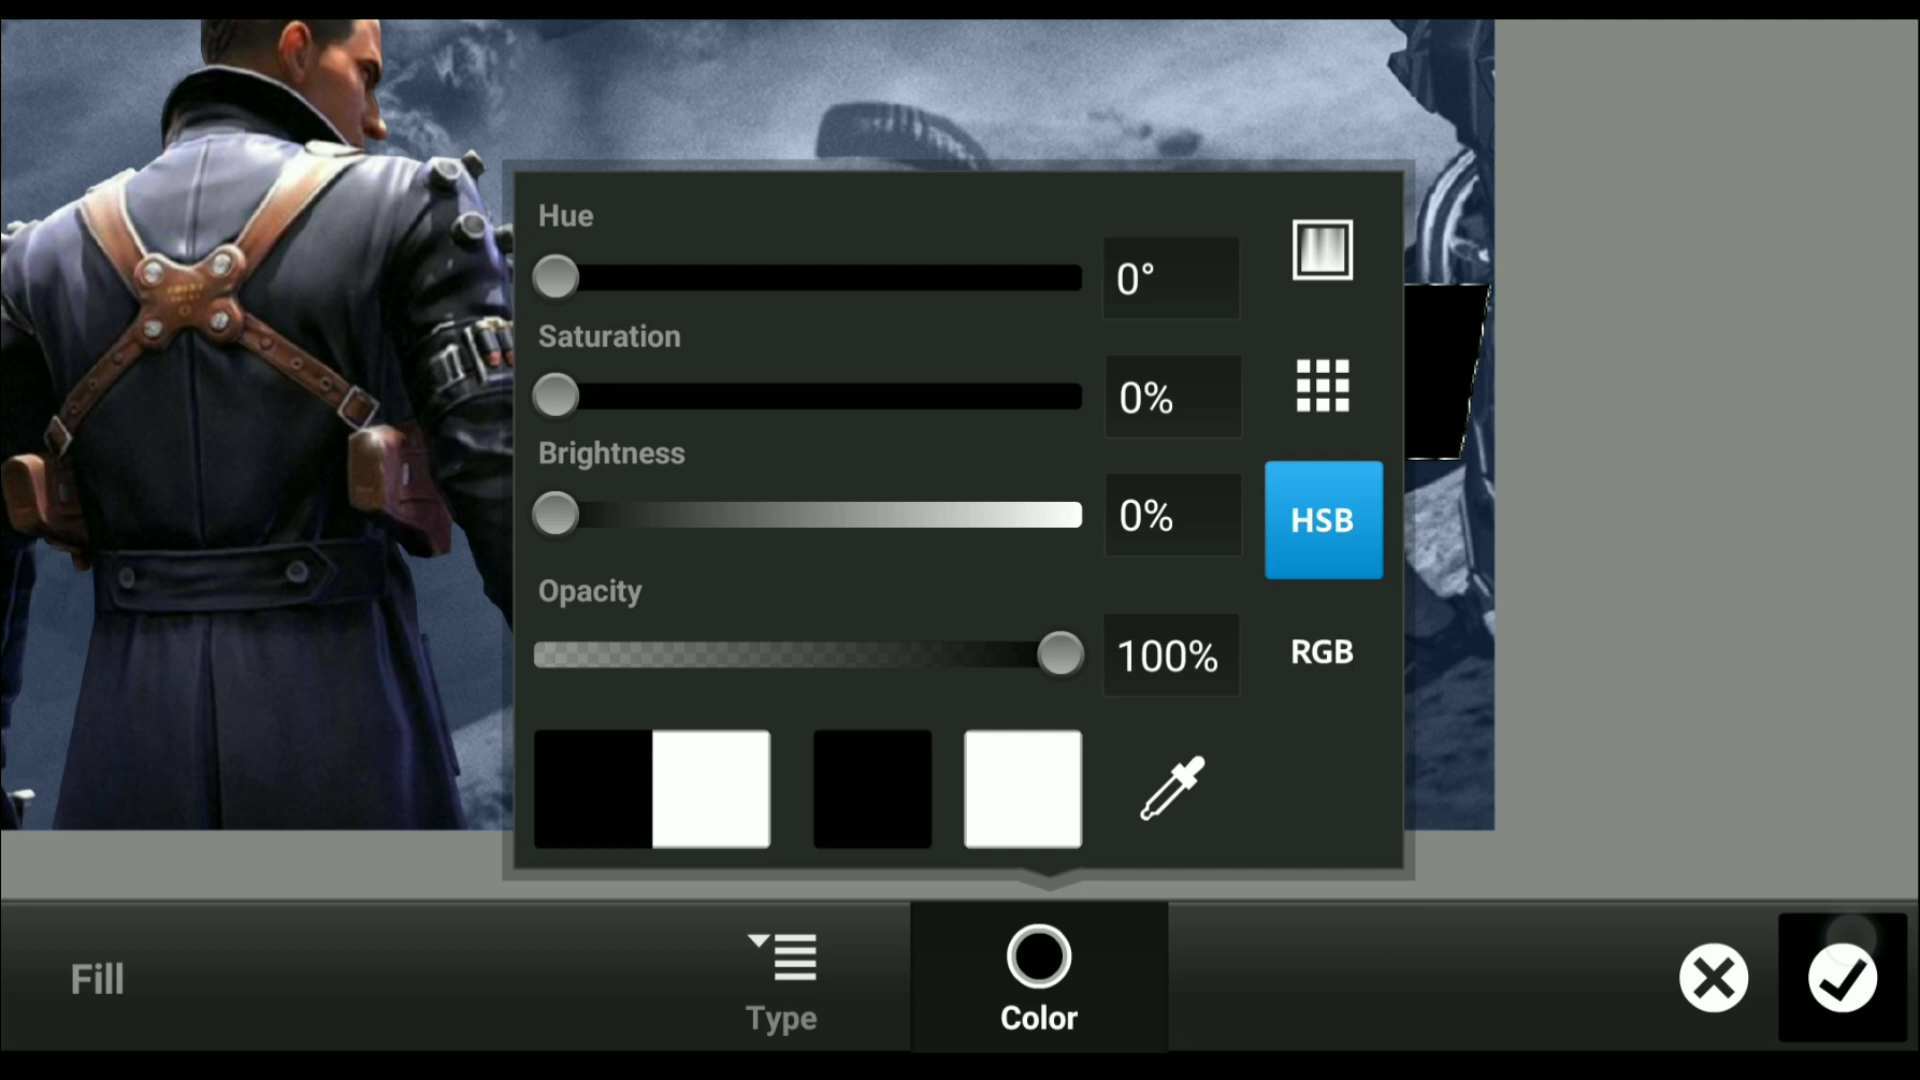 Hue
0°
Saturation
0%
Brightness
0%
HSB
Opacity
100%
RGB
Fill
Type
Color